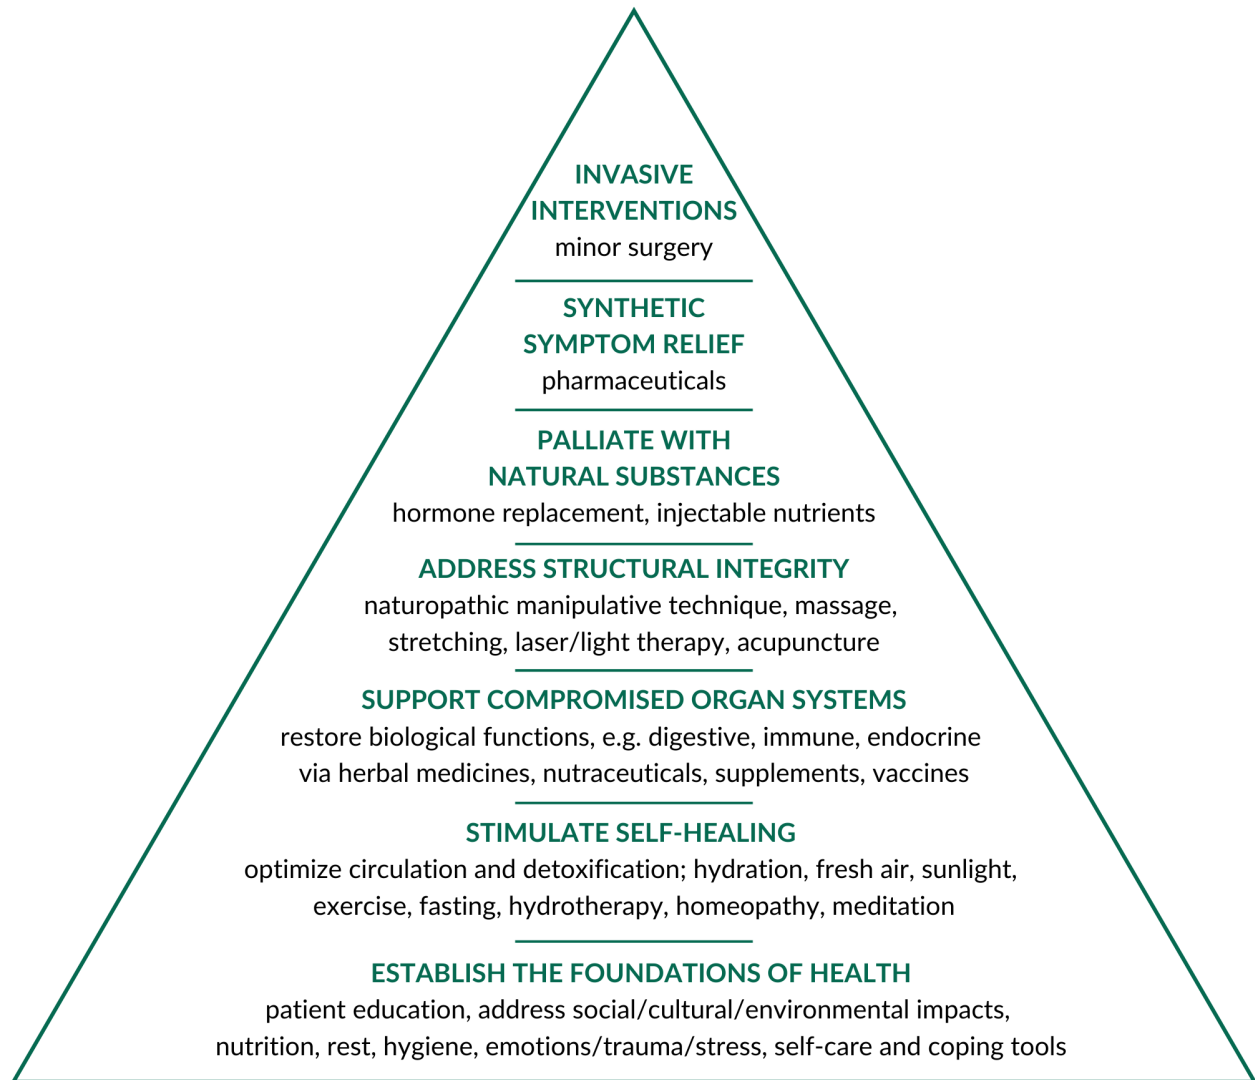 INVASIVE
INTERVENTIONS
minor surgery
SYNTHETIC
SYMPTOM RELIEF
pharmaceuticals
PALLIATE WITH
NATURAL SUBSTANCES
hormone replacement, injectable nutrients
ADDRESS STRUCTURAL INTEGRITY
naturopathic manipulative technique, massage,
stretching, laser/light therapy, acupuncture
SUPPORT COMPROMISED ORGAN SYSTEMS
restore biological functions, e.g. digestive, immune, endocrine
via herbal medicines, nutraceuticals, supplements, vaccines
STIMULATE SELF-HEALING
optimize circulation and detoxification; hydration, fresh air, sunlight,
exercise, fasting, hydrotherapy, homeopathy, meditation
ESTABLISH THE FOUNDATIONS OF HEALTH
patient education, address social/cultural/environmental impacts,
nutrition, rest, hygiene, emotions/trauma/stress, self-care and coping tools